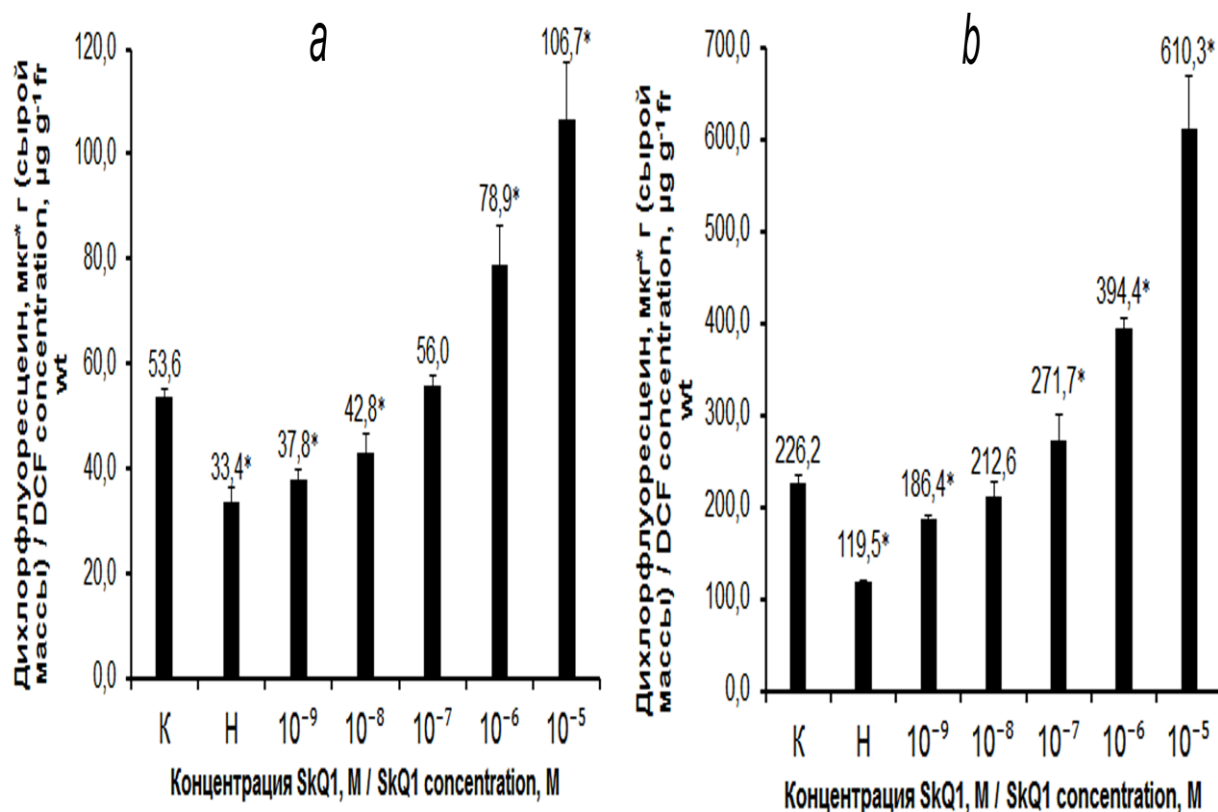 a
Дихлорфлуоресцеин, мкг* г (сырой
массы) / DCF concentration, µg g⁻¹ fr
wt
120,0
100,0
80,0
60,0
40,0
20,0
0,0
53,6
33,4*
37,8*
42,8*
56,0
78,9*
106,7*
К Н 10⁻⁹ 10⁻⁸ 10⁻⁷ 10⁻⁶ 10⁻⁵
Концентрация SkQ1, М / SkQ1 concentration, M
b
Дихлорфлуоресцеин, мкг* г (сырой
массы) / DCF concentration, µg g⁻¹ fr
wt
700,0
600,0
500,0
400,0
300,0
200,0
100,0
0,0
226,2
119,5*
186,4*
212,6
271,7*
394,4*
610,3*
К Н 10⁻⁹ 10⁻⁸ 10⁻⁷ 10⁻⁶ 10⁻⁵
Концентрация SkQ1, М / SkQ1 concentration, M